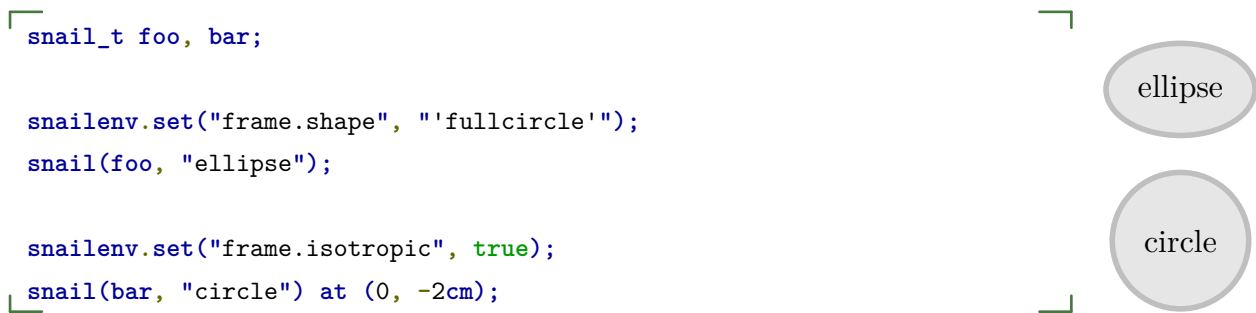 snail_t foo, bar;
snailenv.set("frame.shape", "'fullcircle'");
snail(foo, "ellipse");
snailenv.set("frame.isotropic", true);
snail(bar, "circle") at (0, -2cm);
ellipse
circle